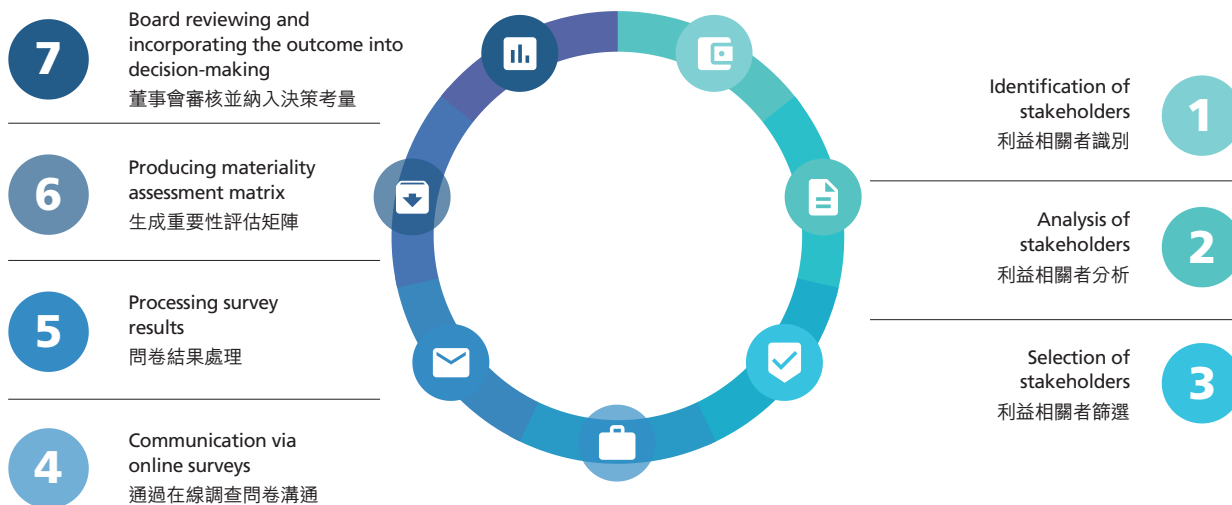 7
Board reviewing and
incorporating the outcome into
decision-making
董事會審核並納入決策考量
6
Producing materiality
assessment matrix
生成重要性評估矩陣
5
Processing survey
results
問卷結果處理
4
Communication via
online surveys
通過在線調查問卷溝通
Identification of
stakeholders
利益相關者識別
1
Analysis of
stakeholders
利益相關者分析
2
Selection of
stakeholders
利益相關者篩選
3